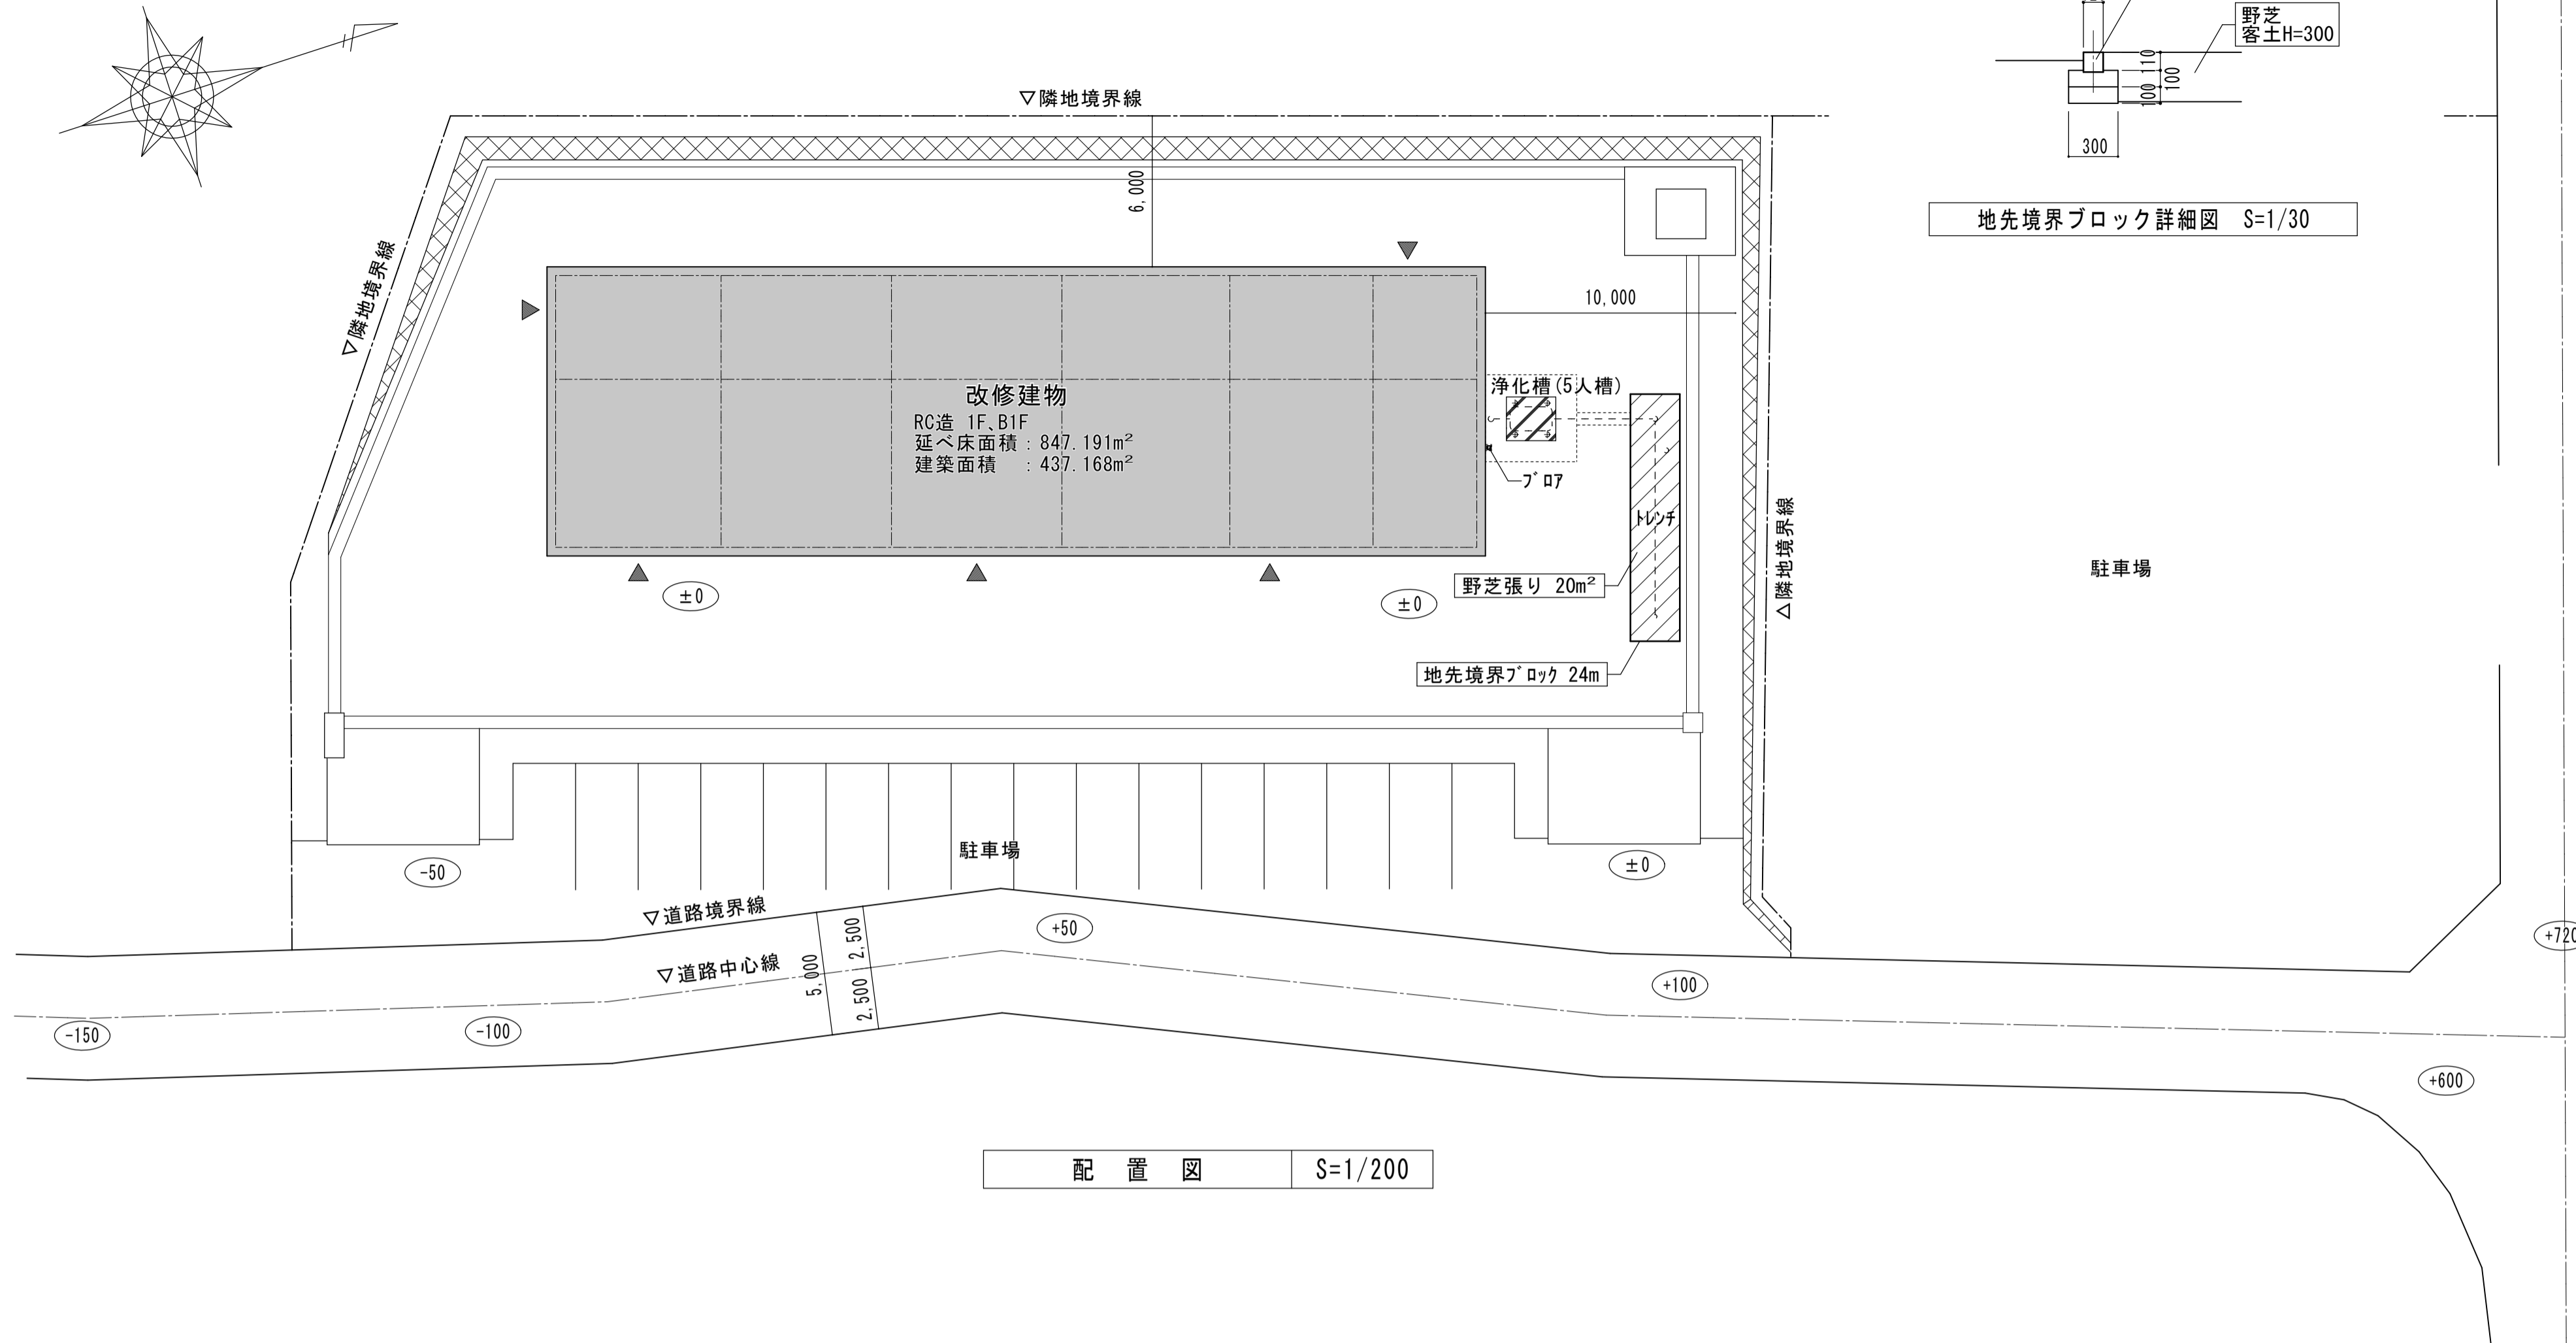 野芝
客土H=300
110
100
100
300
地先境界ブロック詳細図 S=1/30
▽隣地境界線
6,000
▽隣地境界線
10,000
改修建物
RC造 1F、B1F
延べ床面積：847.191m²
建築面積　：437.168m²
浄化槽(5人槽)
ﾌﾞﾛｱ
ﾄﾚﾝﾁ
△隣地境界線
駐車場
野芝張り 20m²
±0
±0
地先境界ﾌﾞﾛｯｸ 24m
駐車場
-50
±0
▽道路境界線
+50
+720
▽道路中心線
5,000
2,500
2,500
+100
-150
-100
+600
配 置 図 S=1/200